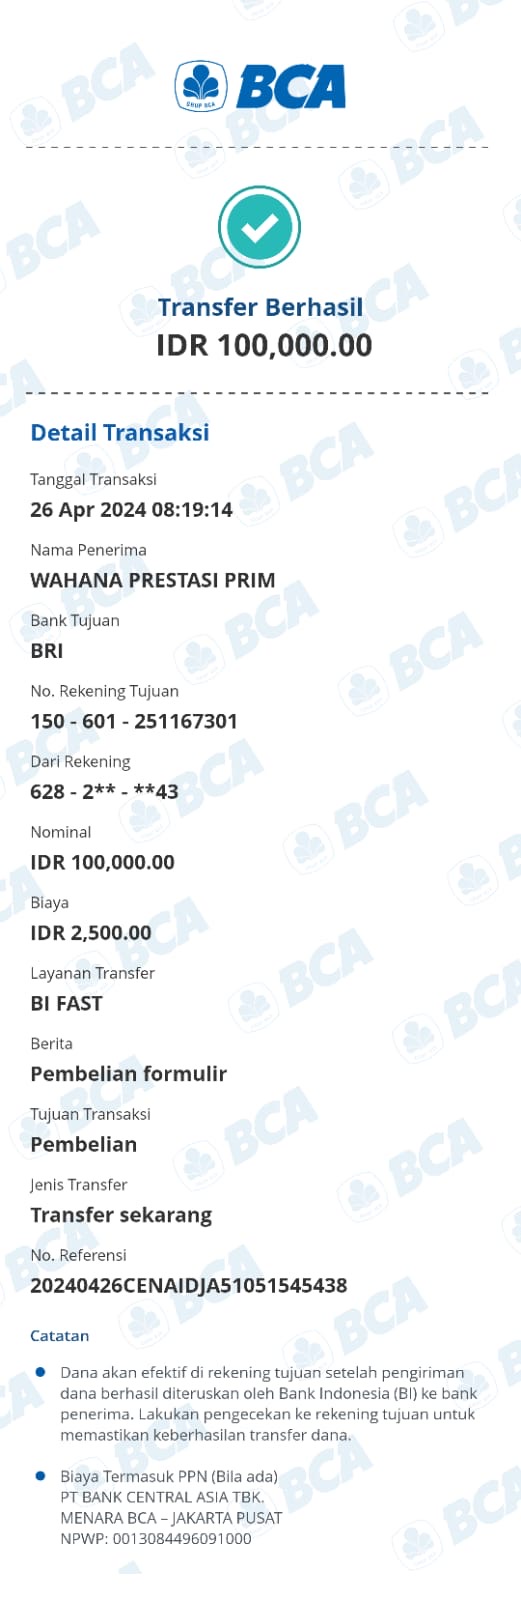 GRUP BCA
BCA
Transfer Berhasil
IDR 100,000.00
Detail Transaksi
Tanggal Transaksi
26 Apr 2024 08:19:14
Nama Penerima
WAHANA PRESTASI PRIM
Bank Tujuan
BRI
No. Rekening Tujuan
150 - 601 - 251167301
Dari Rekening
628 - 2** - **43
Nominal
IDR 100,000.00
Biaya
IDR 2,500.00
Layanan Transfer
BI FAST
Berita
Pembelian formulir
Tujuan Transaksi
Pembelian
Jenis Transfer
Transfer sekarang
No. Referensi
20240426CENAIDJA51051545438
Catatan
Dana akan efektif di rekening tujuan setelah pengiriman
dana berhasil diteruskan oleh Bank Indonesia (BI) ke bank
penerima. Lakukan pengecekan ke rekening tujuan untuk
memastikan keberhasilan transfer dana.
Biaya Termasuk PPN (Bila ada)
PT BANK CENTRAL ASIA TBK.
MENARA BCA – JAKARTA PUSAT
NPWP: 0013084496091000